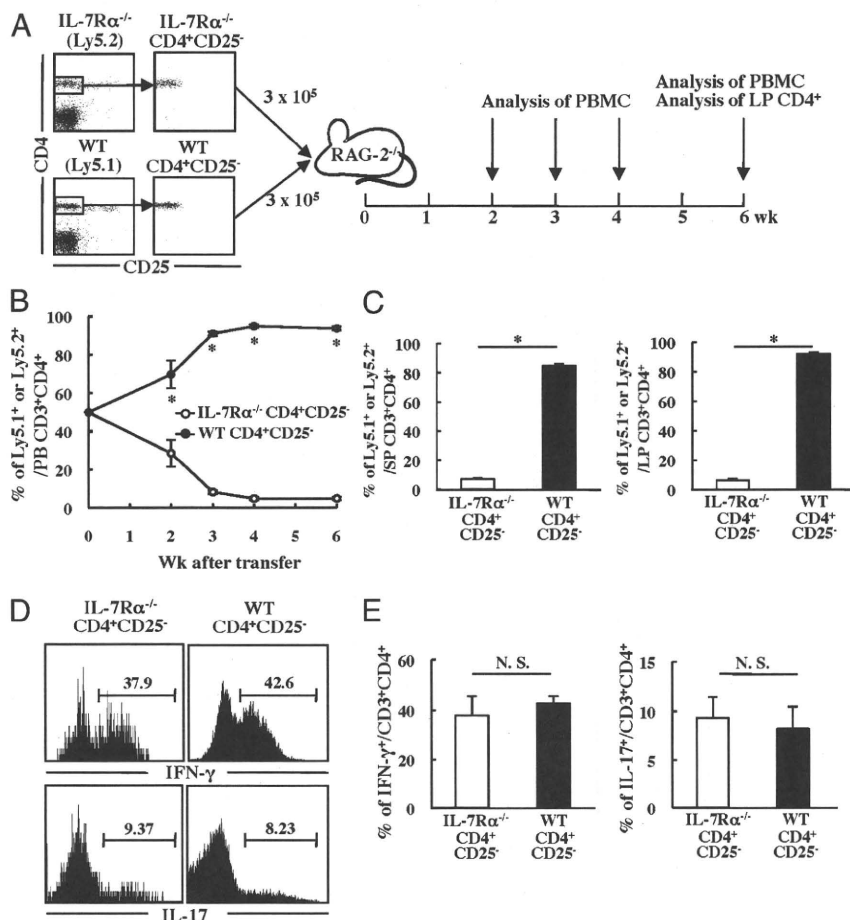 A
IL-7Rα-/-
(Ly5.2)
IL-7Rα-/-
CD4+CD25-
WT
(Ly5.1)
WT
CD4+CD25-
CD4
CD25
3 x 10⁵
3 x 10⁵
RAG-2-/-
Analysis of PBMC
Analysis of PBMC
Analysis of LP CD4+
0 1 2 3 4 5 6 wk
B
% of Ly5.1+ or Ly5.2+
/PB CD3+CD4+
100
80
60
40
20
0
* * * *
IL-7Rα-/- CD4+CD25-
WT CD4+CD25-
0 1 2 3 4 6
Wk after transfer
C
% of Ly5.1+ or Ly5.2+
/SP CD3+CD4+
100
80
60
40
20
0
*
IL-7Rα-/-
CD4+
CD25-
WT
CD4+
CD25-
% of Ly5.1+ or Ly5.2+
/LP CD3+CD4+
100
80
60
40
20
0
*
IL-7Rα-/-
CD4+
CD25-
WT
CD4+
CD25-
D
IL-7Rα-/-
CD4+CD25-
WT
CD4+CD25-
37.9
42.6
IFN-γ
9.37
8.23
IL-17
E
% of IFN-γ+/CD3+CD4+
60
40
20
0
N. S.
IL-7Rα-/-
CD4+
CD25-
WT
CD4+
CD25-
% of IL-17+/CD3+CD4+
15
10
5
0
N. S.
IL-7Rα-/-
CD4+
CD25-
WT
CD4+
CD25-